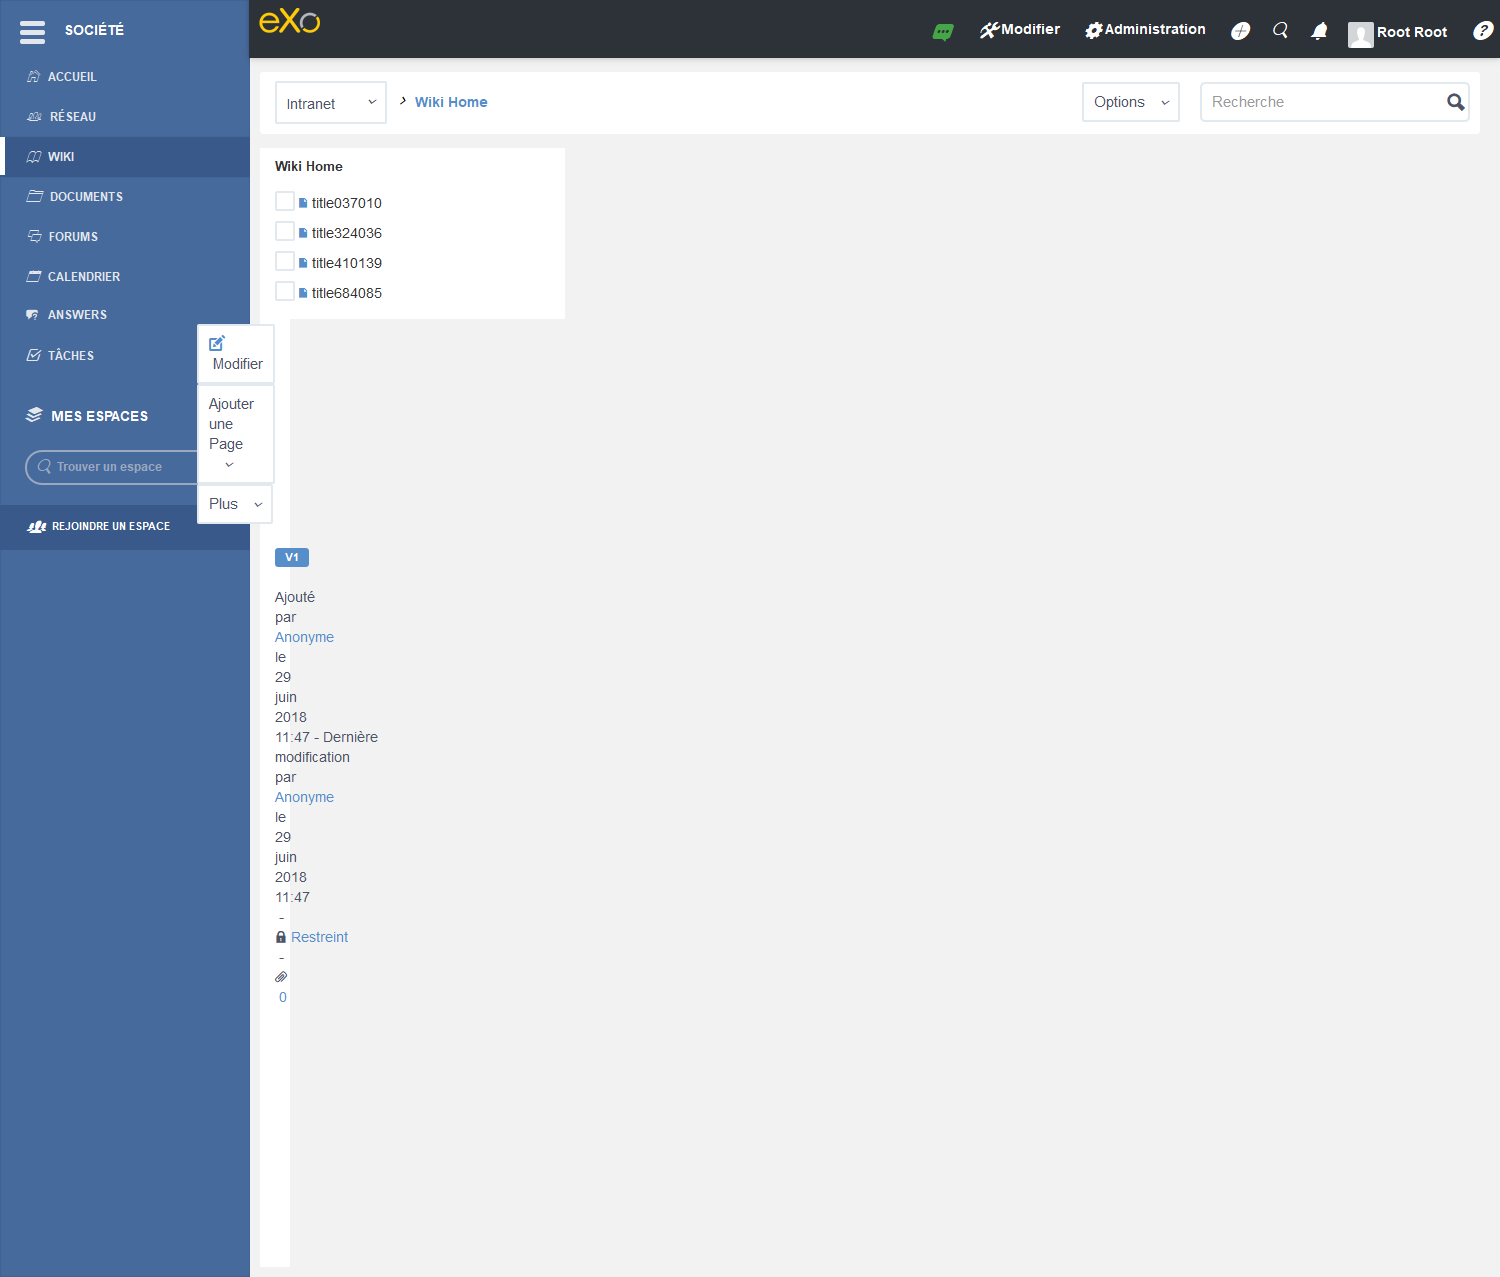 SOCIÉTÉ
eXo
Modifier
Administration
Root Root
?
ACCUEIL
RÉSEAU
WIKI
DOCUMENTS
FORUMS
CALENDRIER
ANSWERS
TÂCHES
MES ESPACES
Trouver un espace
REJOINDRE UN ESPACE
Intranet
Wiki Home
Options
Recherche
Wiki Home
title037010
title324036
title410139
title684085
Modifier
Ajouter
une
Page
Plus
V1
Ajouté
par
Anonyme
le
29
juin
2018
11:47 - Dernière
modification
par
Anonyme
le
29
juin
2018
11:47
-
Restreint
-
0